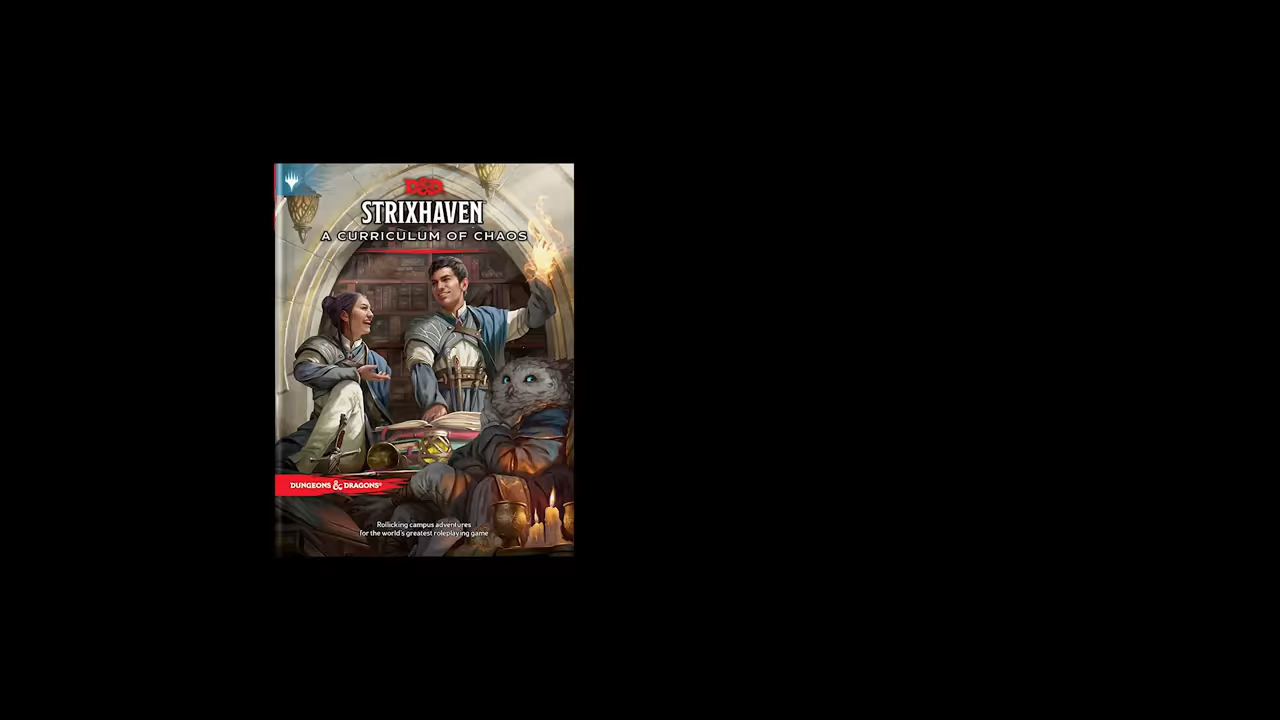 D&D
STRIXHAVEN
A CURRICULUM OF CHAOS
DUNGEONS & DRAGONS®
Rollicking campus adventures
for the world's greatest roleplaying game